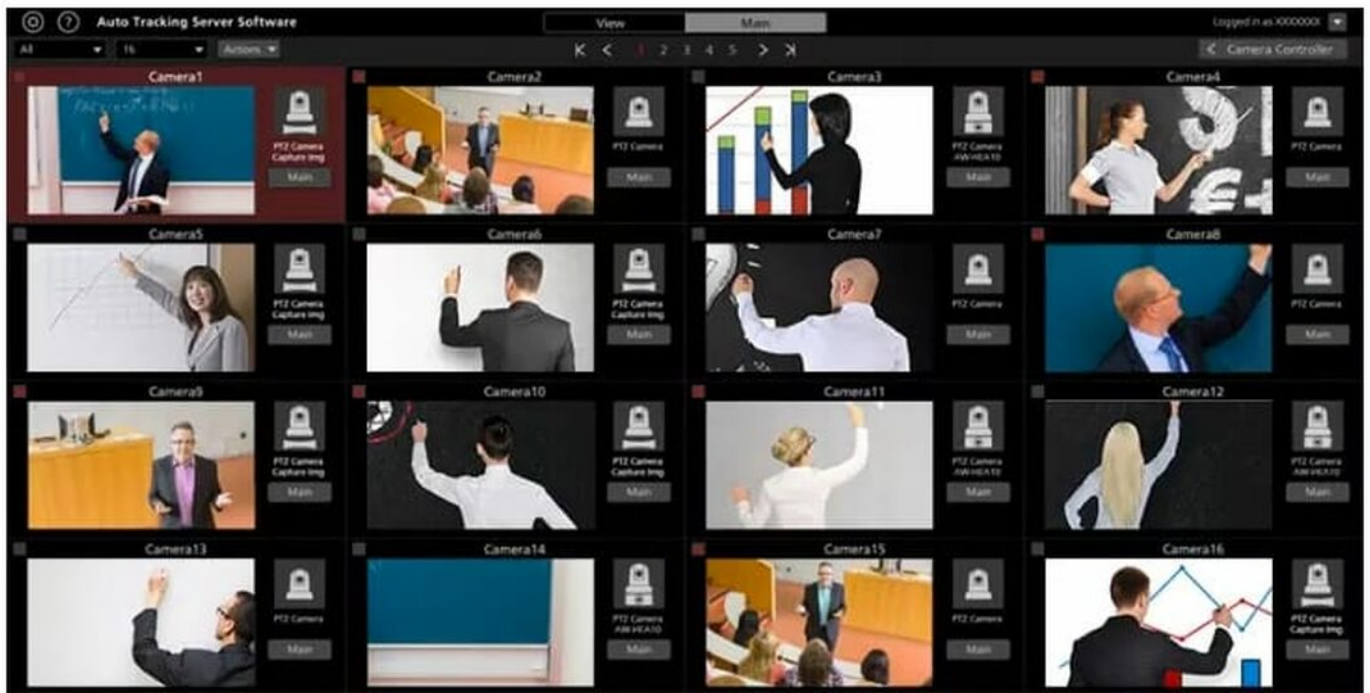 ? Auto Tracking Server Software View Main Logged in as XXXXXXX
All 16 Actions 1 2 3 4 5 Camera Controller
Camera1 Camera2 Camera3 Camera4
PTZ Camera PTZ Camera PTZ Camera PTZ Camera
Capture Img AW-HEA10
Main Main Main Main
Camera5 Camera6 Camera7 Camera8
PTZ Camera PTZ Camera PTZ Camera PTZ Camera
Capture Img Capture Img
Main Main Main Main
Camera9 Camera10 Camera11 Camera12
PTZ Camera PTZ Camera PTZ Camera PTZ Camera
Capture Img Capture Img AW-HEA10 AW-HEA10
Main Main Main Main
Camera13 Camera14 Camera15 Camera16
PTZ Camera PTZ Camera PTZ Camera PTZ Camera
AW-HEA10 Capture Img
Main Main Main Main